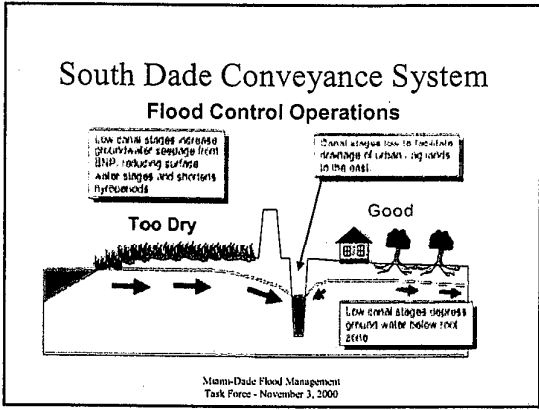 South Dade Conveyance System
Flood Control Operations
Low canal stages increase
groundwater seepage from
ENP, reducing surface
water stages and shortens
hyroperiods
Canal stages low to facilitate
drainage of urban, ag lands
to the east.
Too Dry
Good
Low canal stages depress
ground water below root
zone
Miami-Dade Flood Management
Task Force - November 3, 2000